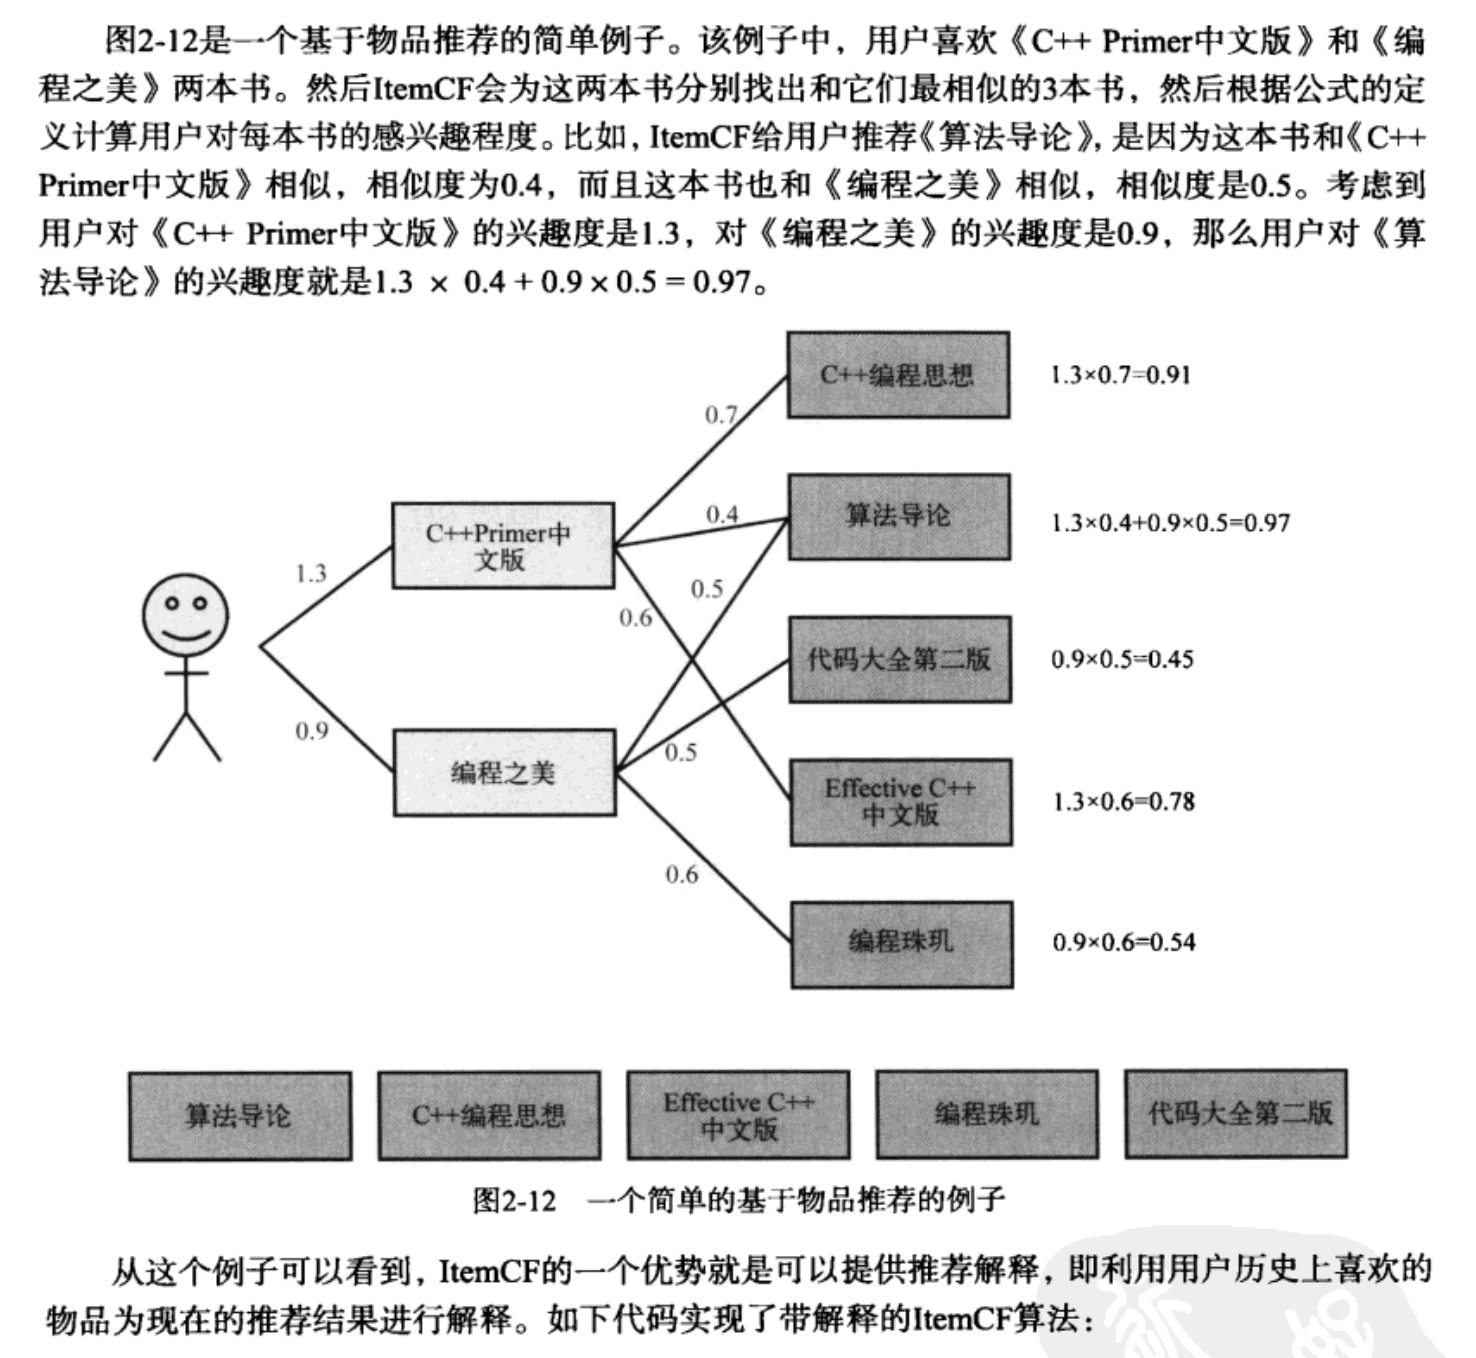 图2-12是一个基于物品推荐的简单例子。该例子中，用户喜欢《C++ Primer中文版》和《编
程之美》两本书。然后ItemCF会为这两本书分别找出和它们最相似的3本书，然后根据公式的定
义计算用户对每本书的感兴趣程度。比如，ItemCF给用户推荐《算法导论》，是因为这本书和《C++
Primer中文版》相似，相似度为0.4，而且这本书也和《编程之美》相似，相似度是0.5。考虑到
用户对《C++ Primer中文版》的兴趣度是1.3，对《编程之美》的兴趣度是0.9，那么用户对《算
法导论》的兴趣度就是1.3 × 0.4 + 0.9 × 0.5 = 0.97。
C++编程思想
1.3×0.7=0.91
0.7
算法导论
1.3×0.4+0.9×0.5=0.97
0.4
C++Primer中
文版
1.3
0.5
0.6
代码大全第二版
0.9×0.5=0.45
0.9
编程之美
0.5
Effective C++
中文版
1.3×0.6=0.78
0.6
编程珠玑
0.9×0.6=0.54
算法导论
C++编程思想
Effective C++
中文版
编程珠玑
代码大全第二版
图2-12 一个简单的基于物品推荐的例子
从这个例子可以看到，ItemCF的一个优势就是可以提供推荐解释，即利用用户历史上喜欢的
物品为现在的推荐结果进行解释。如下代码实现了带解释的ItemCF算法：